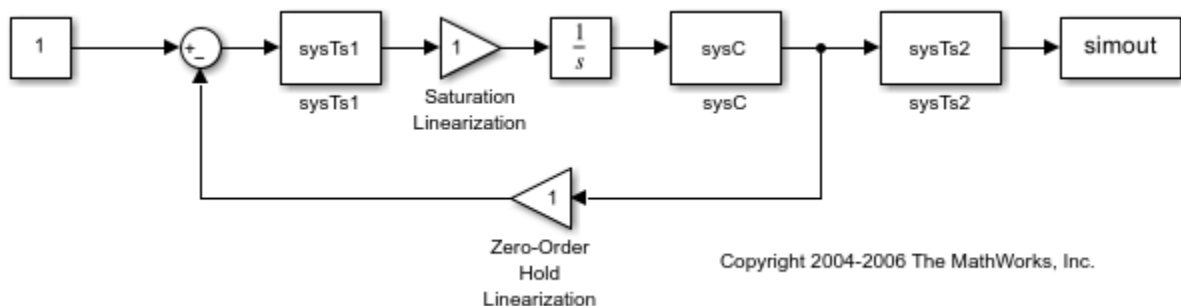 1
+
−
sysTs1
sysTs1
1
Saturation
Linearization
1
s
sysC
sysC
sysTs2
sysTs2
simout
1
Zero-Order
Hold
Linearization
Copyright 2004-2006 The MathWorks, Inc.